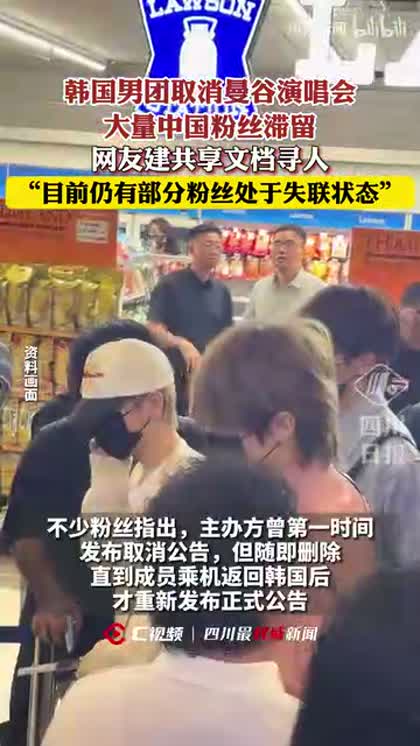 LAWSON
韩国男团取消曼谷演唱会
大量中国粉丝滞留
网友建共享文档寻人
“目前仍有部分粉丝处于失联状态”
资料画面
四川日报
不少粉丝指出，主办方曾第一时间
发布取消公告，但随即删除
直到成员乘机返回韩国后
才重新发布正式公告
C视频 | 四川最权威新闻